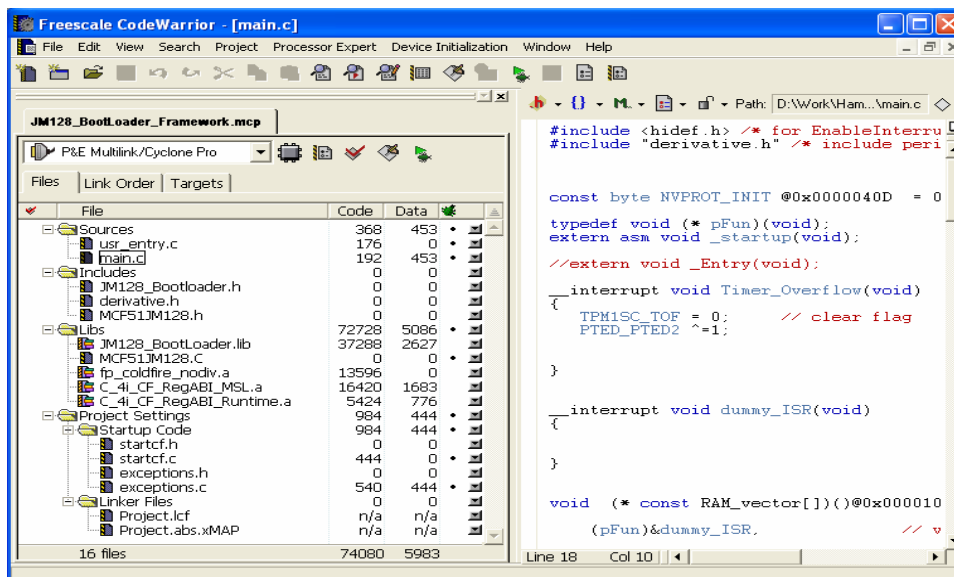 Freescale CodeWarrior - [main.c]
File Edit View Search Project Processor Expert Device Initialization Window Help
JM128_BootLoader_Framework.mcp
P&E Multilink/Cyclone Pro
Files Link Order Targets
File Code Data
Sources 368 453
usr_entry.c 176 0
main.c 192 453
Includes 0 0
JM128_Bootloader.h 0 0
derivative.h 0 0
MCF51JM128.h 0 0
Libs 72728 5086
JM128_BootLoader.lib 37288 2627
MCF51JM128.C 0 0
fp_coldfire_nodiv.a 13596 0
C_4i_CF_RegABI_MSL.a 16420 1683
C_4i_CF_RegABI_Runtime.a 5424 776
Project Settings 984 444
Startup Code 984 444
startcf.h 0 0
startcf.c 444 0
exceptions.h 0 0
exceptions.c 540 444
Linker Files 0 0
Project.lcf n/a n/a
Project.abs.xMAP n/a n/a
16 files 74080 5983
h {} M. Path: D:\Work\Ham...\main.c
#include <hidef.h> /* for EnableInterru
#include "derivative.h" /* include peri
const byte NVPROT_INIT @0x0000040D = 0
typedef void (* pFun)(void);
extern asm void _startup(void);
//extern void _Entry(void);
__interrupt void Timer_Overflow(void)
{
TPM1SC_TOF = 0; // clear flag
PTED_PTED2 ^=1;
}
__interrupt void dummy_ISR(void)
{
}
void (* const RAM_vector[])()@0x000010
(pFun)&dummy_ISR, // v
Line 18 Col 10